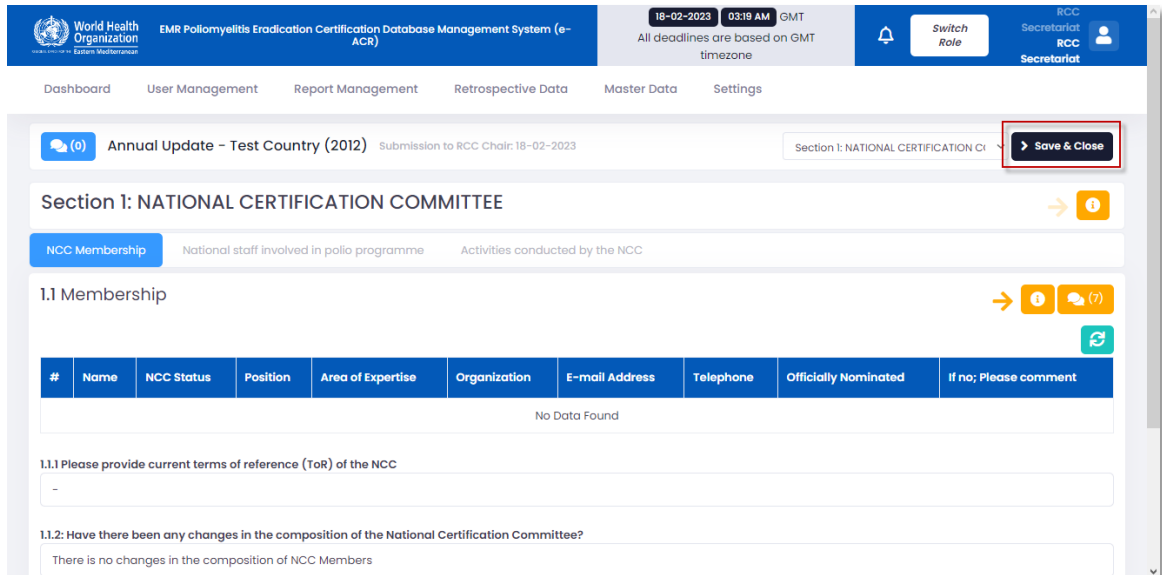 World Health
Organization
Eastern Mediterranean
EMR Poliomyelitis Eradication Certification Database Management System (e-
ACR)
18-02-2023 03:19 AM GMT
All deadlines are based on GMT
timezone
Switch
Role
RCC
Secretariat
RCC
Secretariat
Dashboard User Management Report Management Retrospective Data Master Data Settings
(0) Annual Update - Test Country (2012) Submission to RCC Chair: 18-02-2023
Section 1: NATIONAL CERTIFICATION C
Save & Close
Section 1: NATIONAL CERTIFICATION COMMITTEE
NCC Membership National staff involved in polio programme Activities conducted by the NCC
1.1 Membership
(7)
# Name NCC Status Position Area of Expertise Organization E-mail Address Telephone Officially Nominated If no; Please comment
No Data Found
1.1.1 Please provide current terms of reference (ToR) of the NCC
-
1.1.2: Have there been any changes in the composition of the National Certification Committee?
There is no changes in the composition of NCC Members